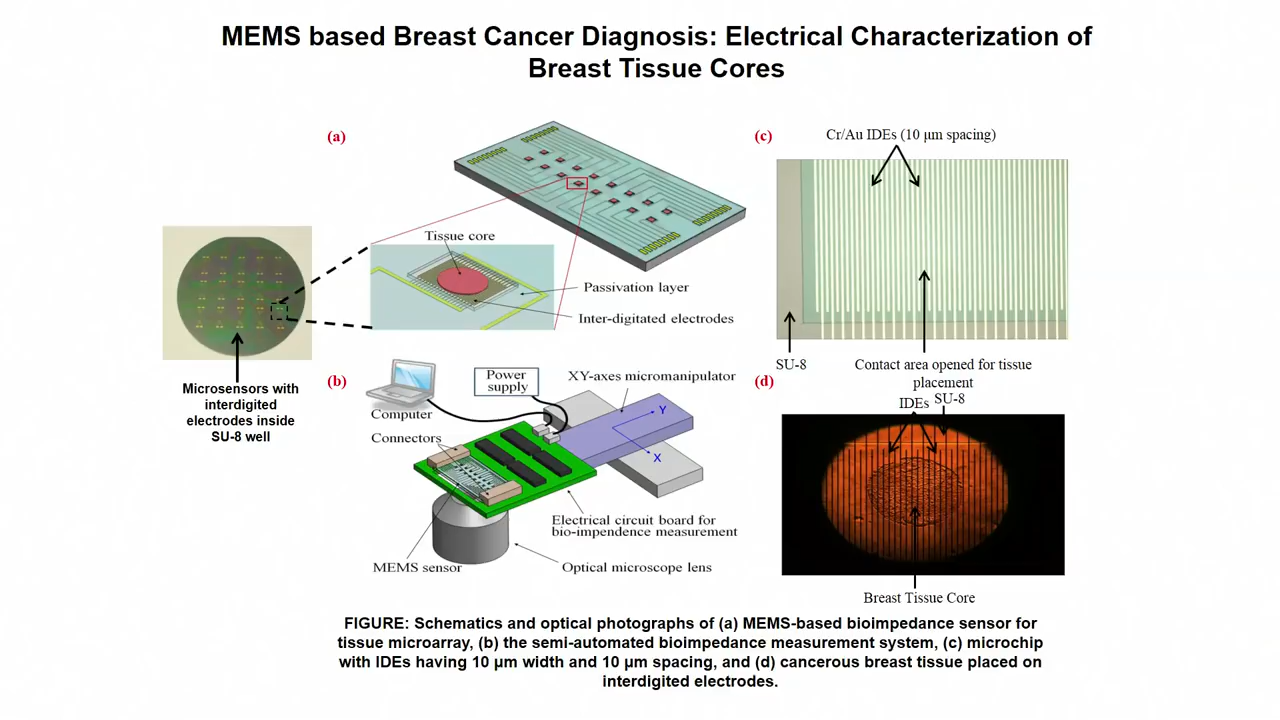 MEMS based Breast Cancer Diagnosis: Electrical Characterization of
Breast Tissue Cores
(a)
Tissue core
Passivation layer
Inter-digitated electrodes
Microsensors with
interdigited
electrodes inside
SU-8 well
(c)
Cr/Au IDEs (10 μm spacing)
SU-8
Contact area opened for tissue
placement
(b)
Computer
Power
supply
XY-axes micromanipulator
Y
X
Connectors
Electrical circuit board for
bio-impendence measurement
MEMS sensor
Optical microscope lens
(d)
IDEs
SU-8
Breast Tissue Core
FIGURE: Schematics and optical photographs of (a) MEMS-based bioimpedance sensor for
tissue microarray, (b) the semi-automated bioimpedance measurement system, (c) microchip
with IDEs having 10 μm width and 10 μm spacing, and (d) cancerous breast tissue placed on
interdigited electrodes.